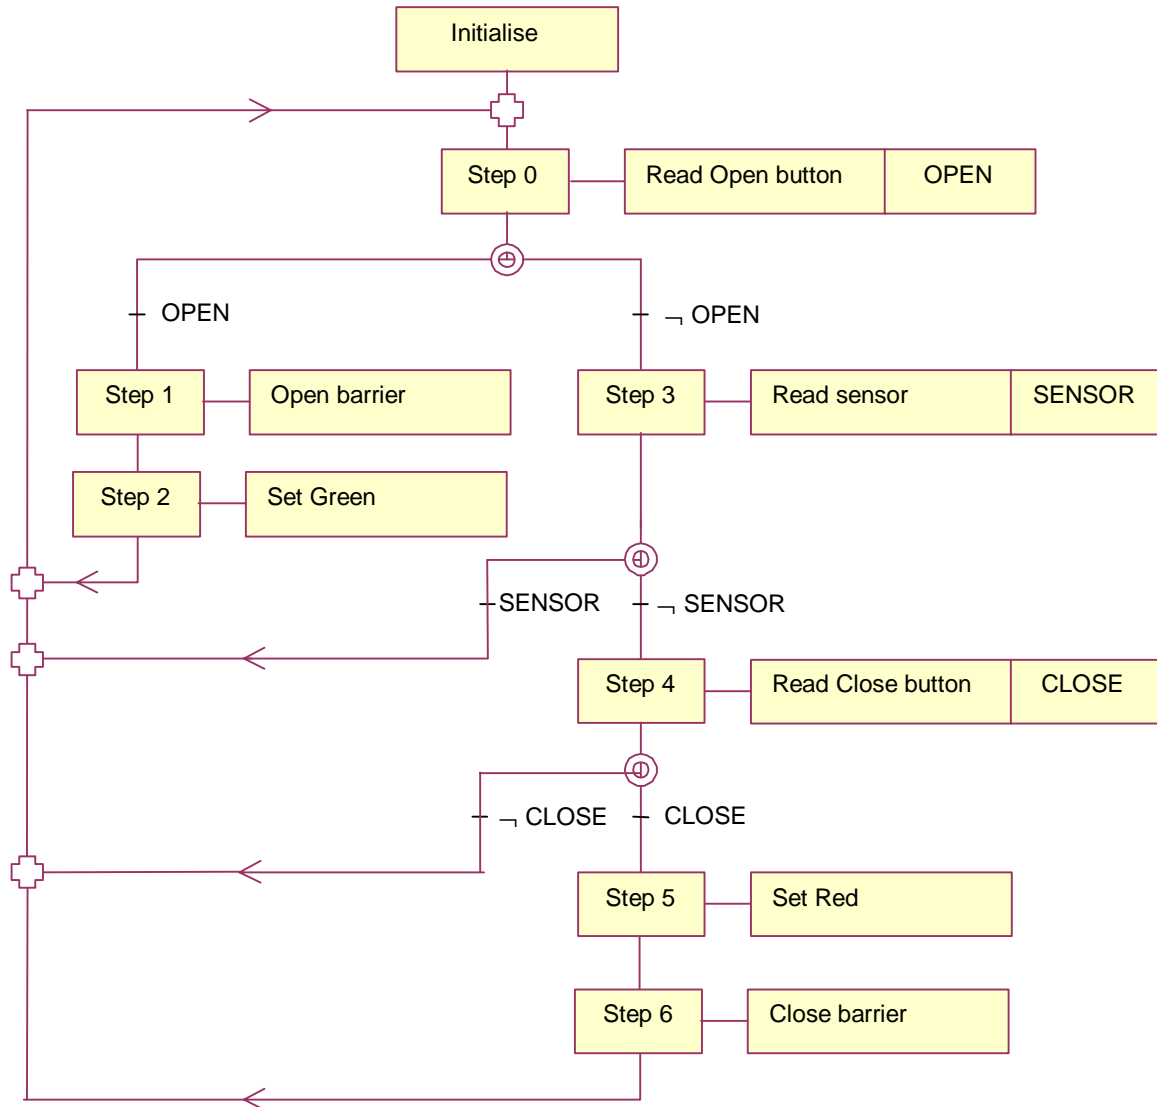 Initialise
Step 0 Read Open button OPEN
OPEN ¬ OPEN
Step 1 Open barrier Step 3 Read sensor SENSOR
Step 2 Set Green
SENSOR ¬ SENSOR
Step 4 Read Close button CLOSE
¬ CLOSE CLOSE
Step 5 Set Red
Step 6 Close barrier